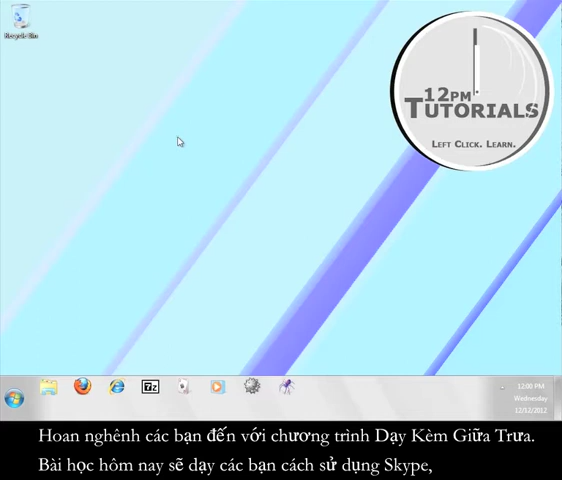 Recycle Bin
12PM
TUTORIALS
LEFT CLICK. LEARN.
7z
12:00 PM
Wednesday
12/12/2012
Hoan nghênh các bạn đến với chương trình Dạy Kèm Giữa Trưa.
Bài học hôm nay sẽ dạy các bạn cách sử dụng Skype,